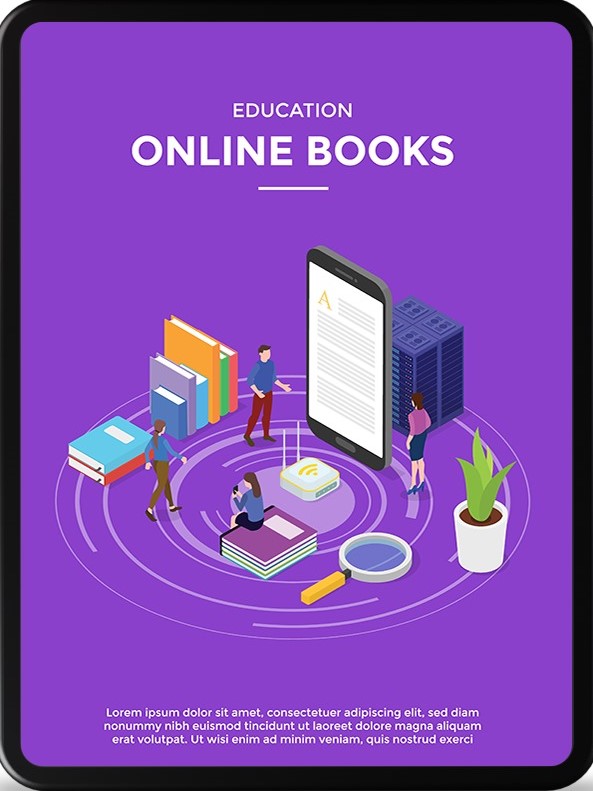 EDUCATION
ONLINE BOOKS
A
Lorem ipsum dolor sit amet, consectetuer adipiscing elit, sed diam
nonummy nibh euismod tincidunt ut laoreet dolore magna aliquam
erat volutpat. Ut wisi enim ad minim veniam, quis nostrud exerci